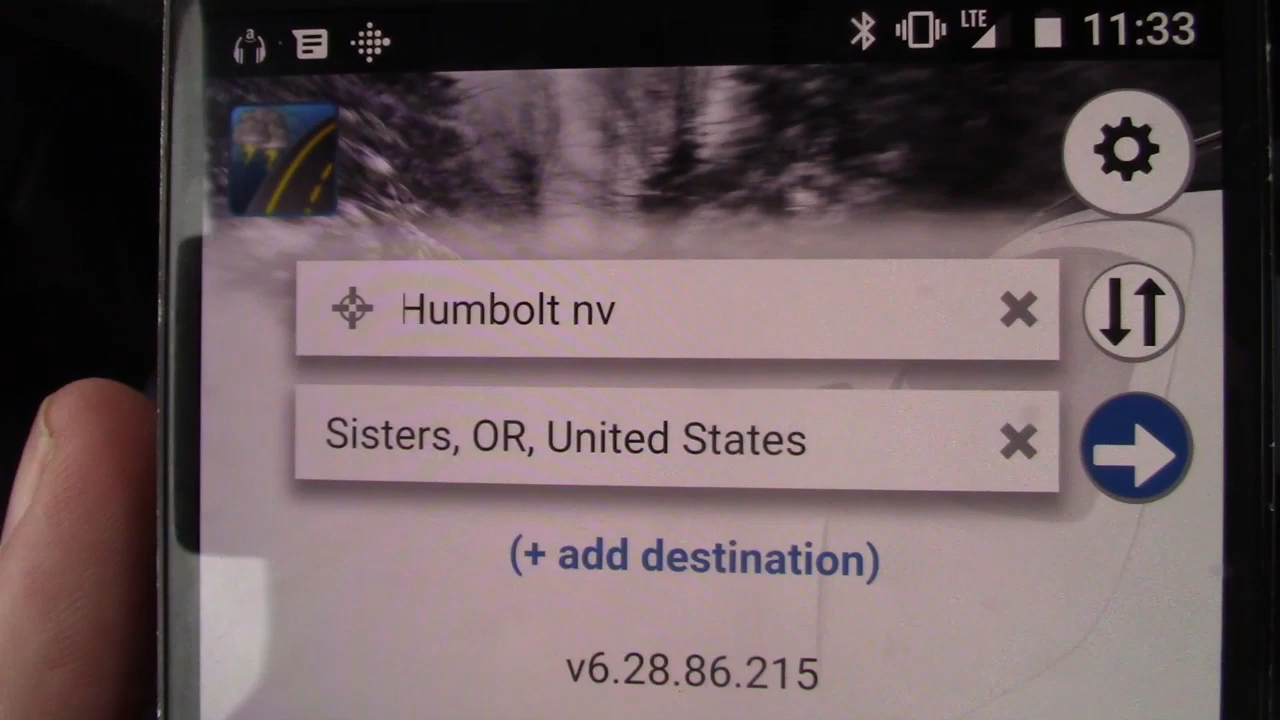 LTE 11:33
Humbolt nv
Sisters, OR, United States
(+ add destination)
v6.28.86.215